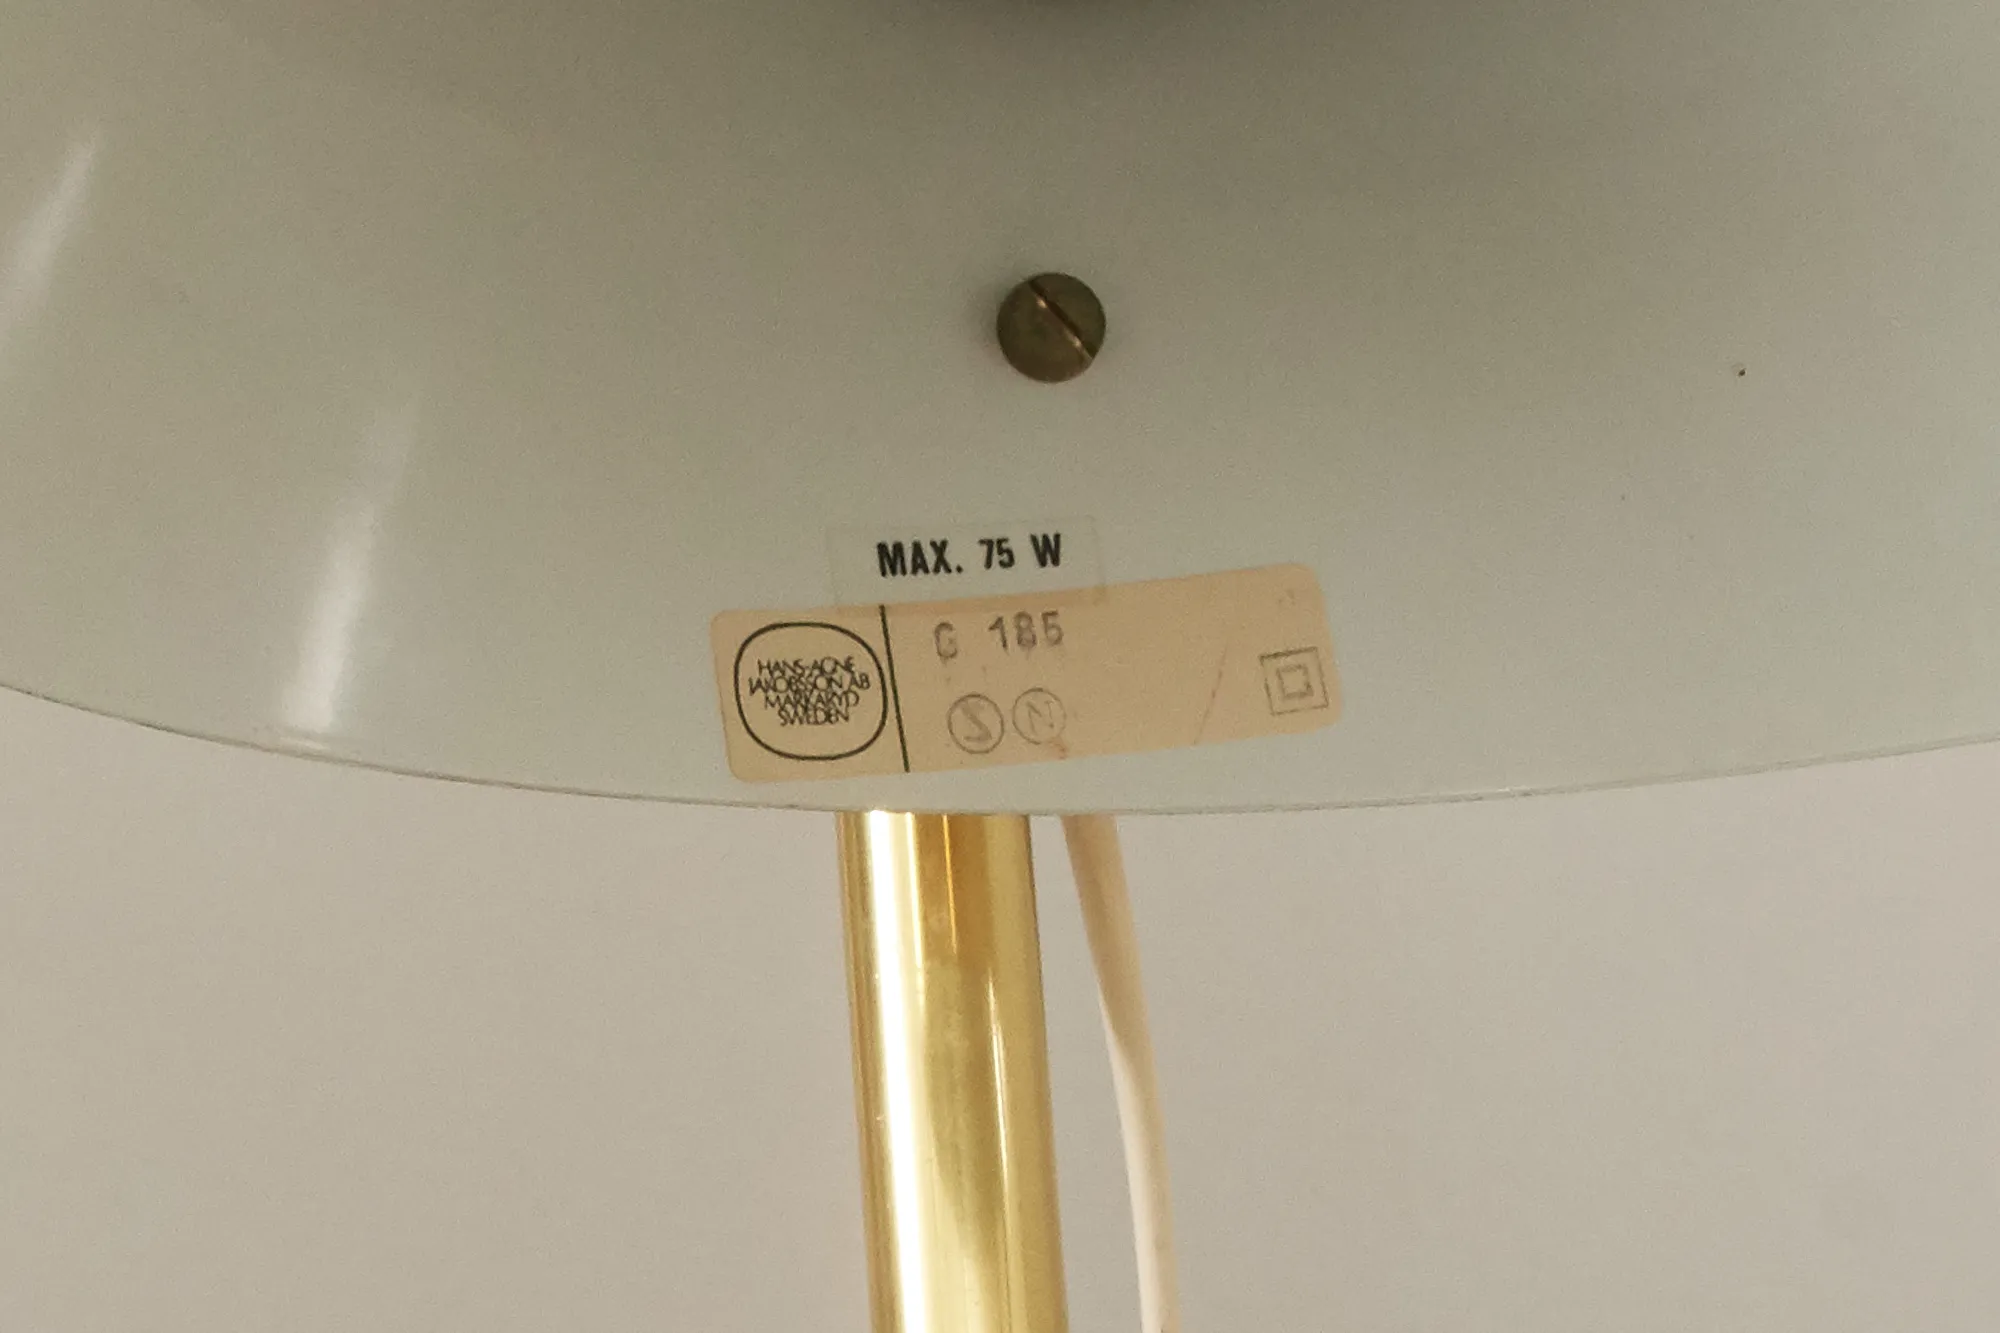 MAX. 75 W
G 185
HANS-AGNE
JAKOBSSON AB
MARKARYD
SWEDEN
S N